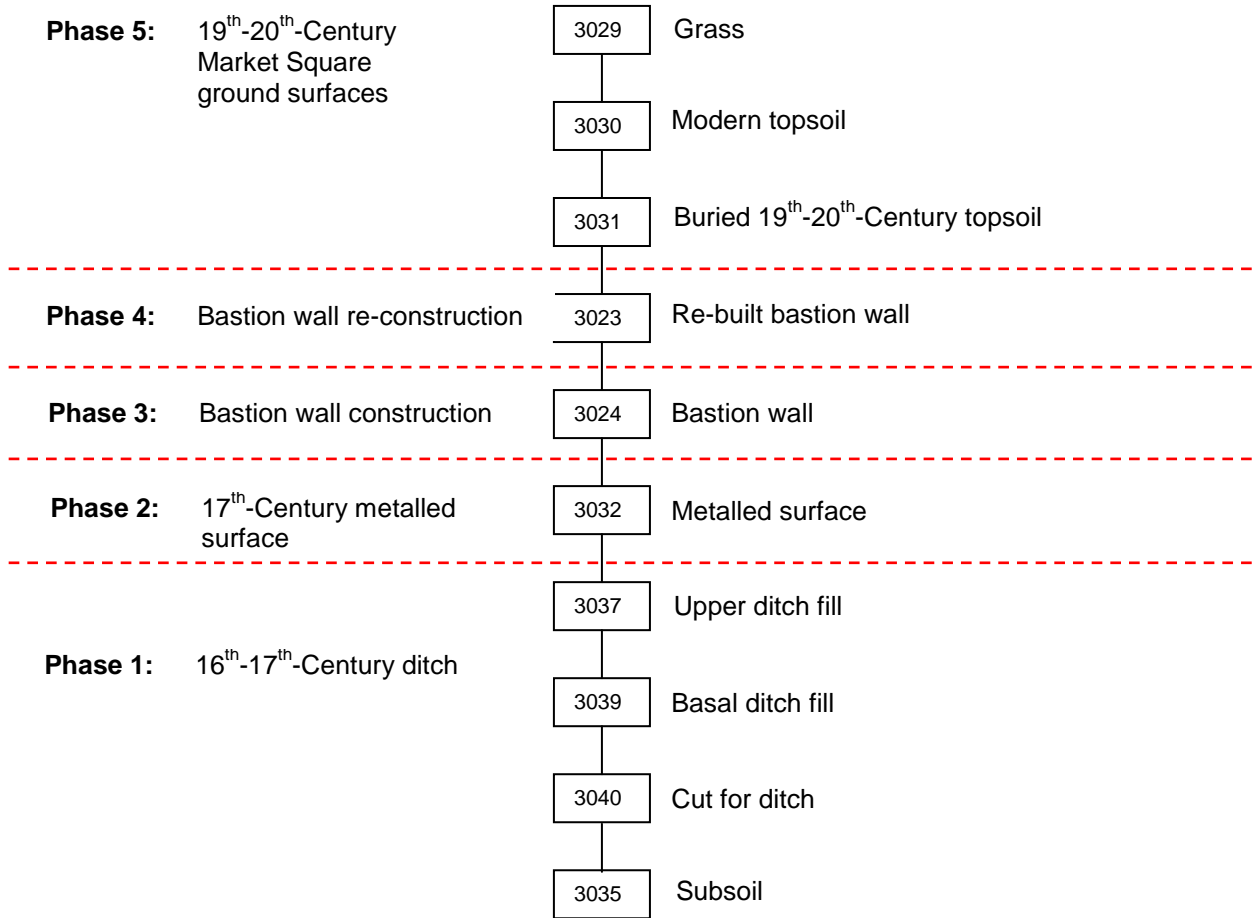 Phase 5: 19th-20th-Century 3029 Grass
Market Square
ground surfaces
3030 Modern topsoil
3031 Buried 19th-20th-Century topsoil
Phase 4: Bastion wall re-construction 3023 Re-built bastion wall
Phase 3: Bastion wall construction 3024 Bastion wall
Phase 2: 17th-Century metalled 3032 Metalled surface
surface
3037 Upper ditch fill
Phase 1: 16th-17th-Century ditch
3039 Basal ditch fill
3040 Cut for ditch
3035 Subsoil